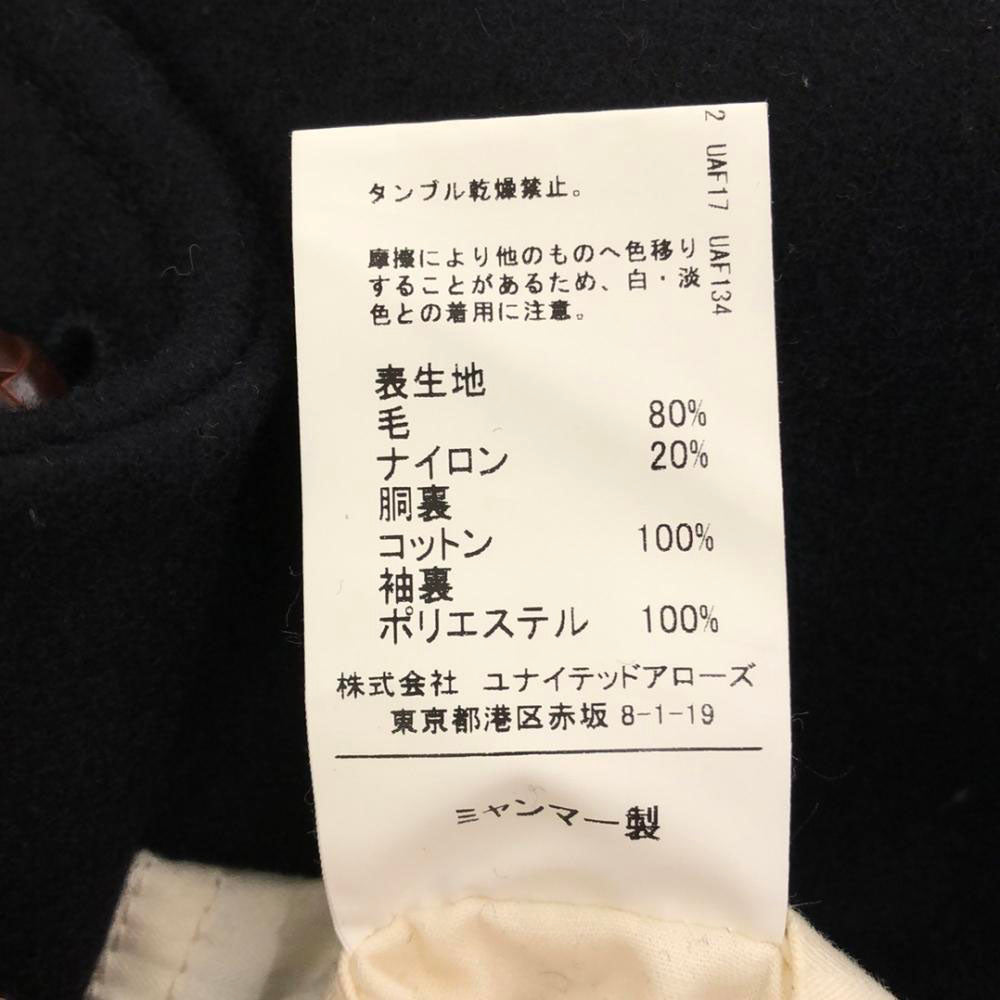 タンブル乾燥禁止。
摩擦により他のものへ色移り
することがあるため、白・淡
色との着用に注意。
表生地
毛 80%
ナイロン 20%
胴裏
コットン 100%
袖裏
ポリエステル 100%
株式会社 ユナイテッドアローズ
東京都港区赤坂 8-1-19
ミャンマー製
2 UAF17 UAF134